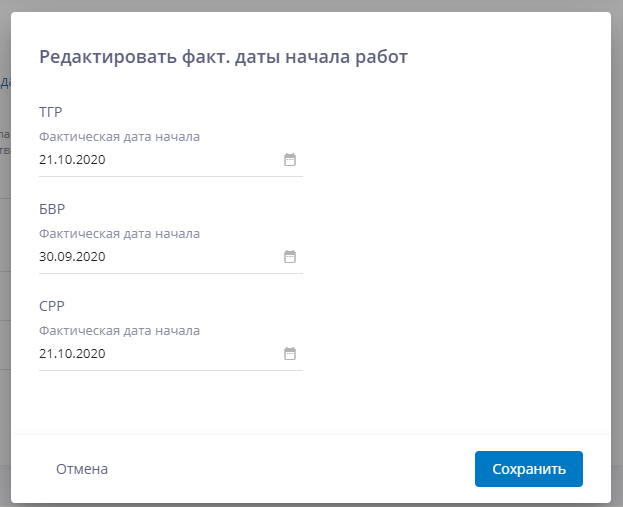 Редактировать факт. даты начала работ
ТГР
Фактическая дата начала
21.10.2020
БВР
Фактическая дата начала
30.09.2020
СРР
Фактическая дата начала
21.10.2020
Отмена
Сохранить